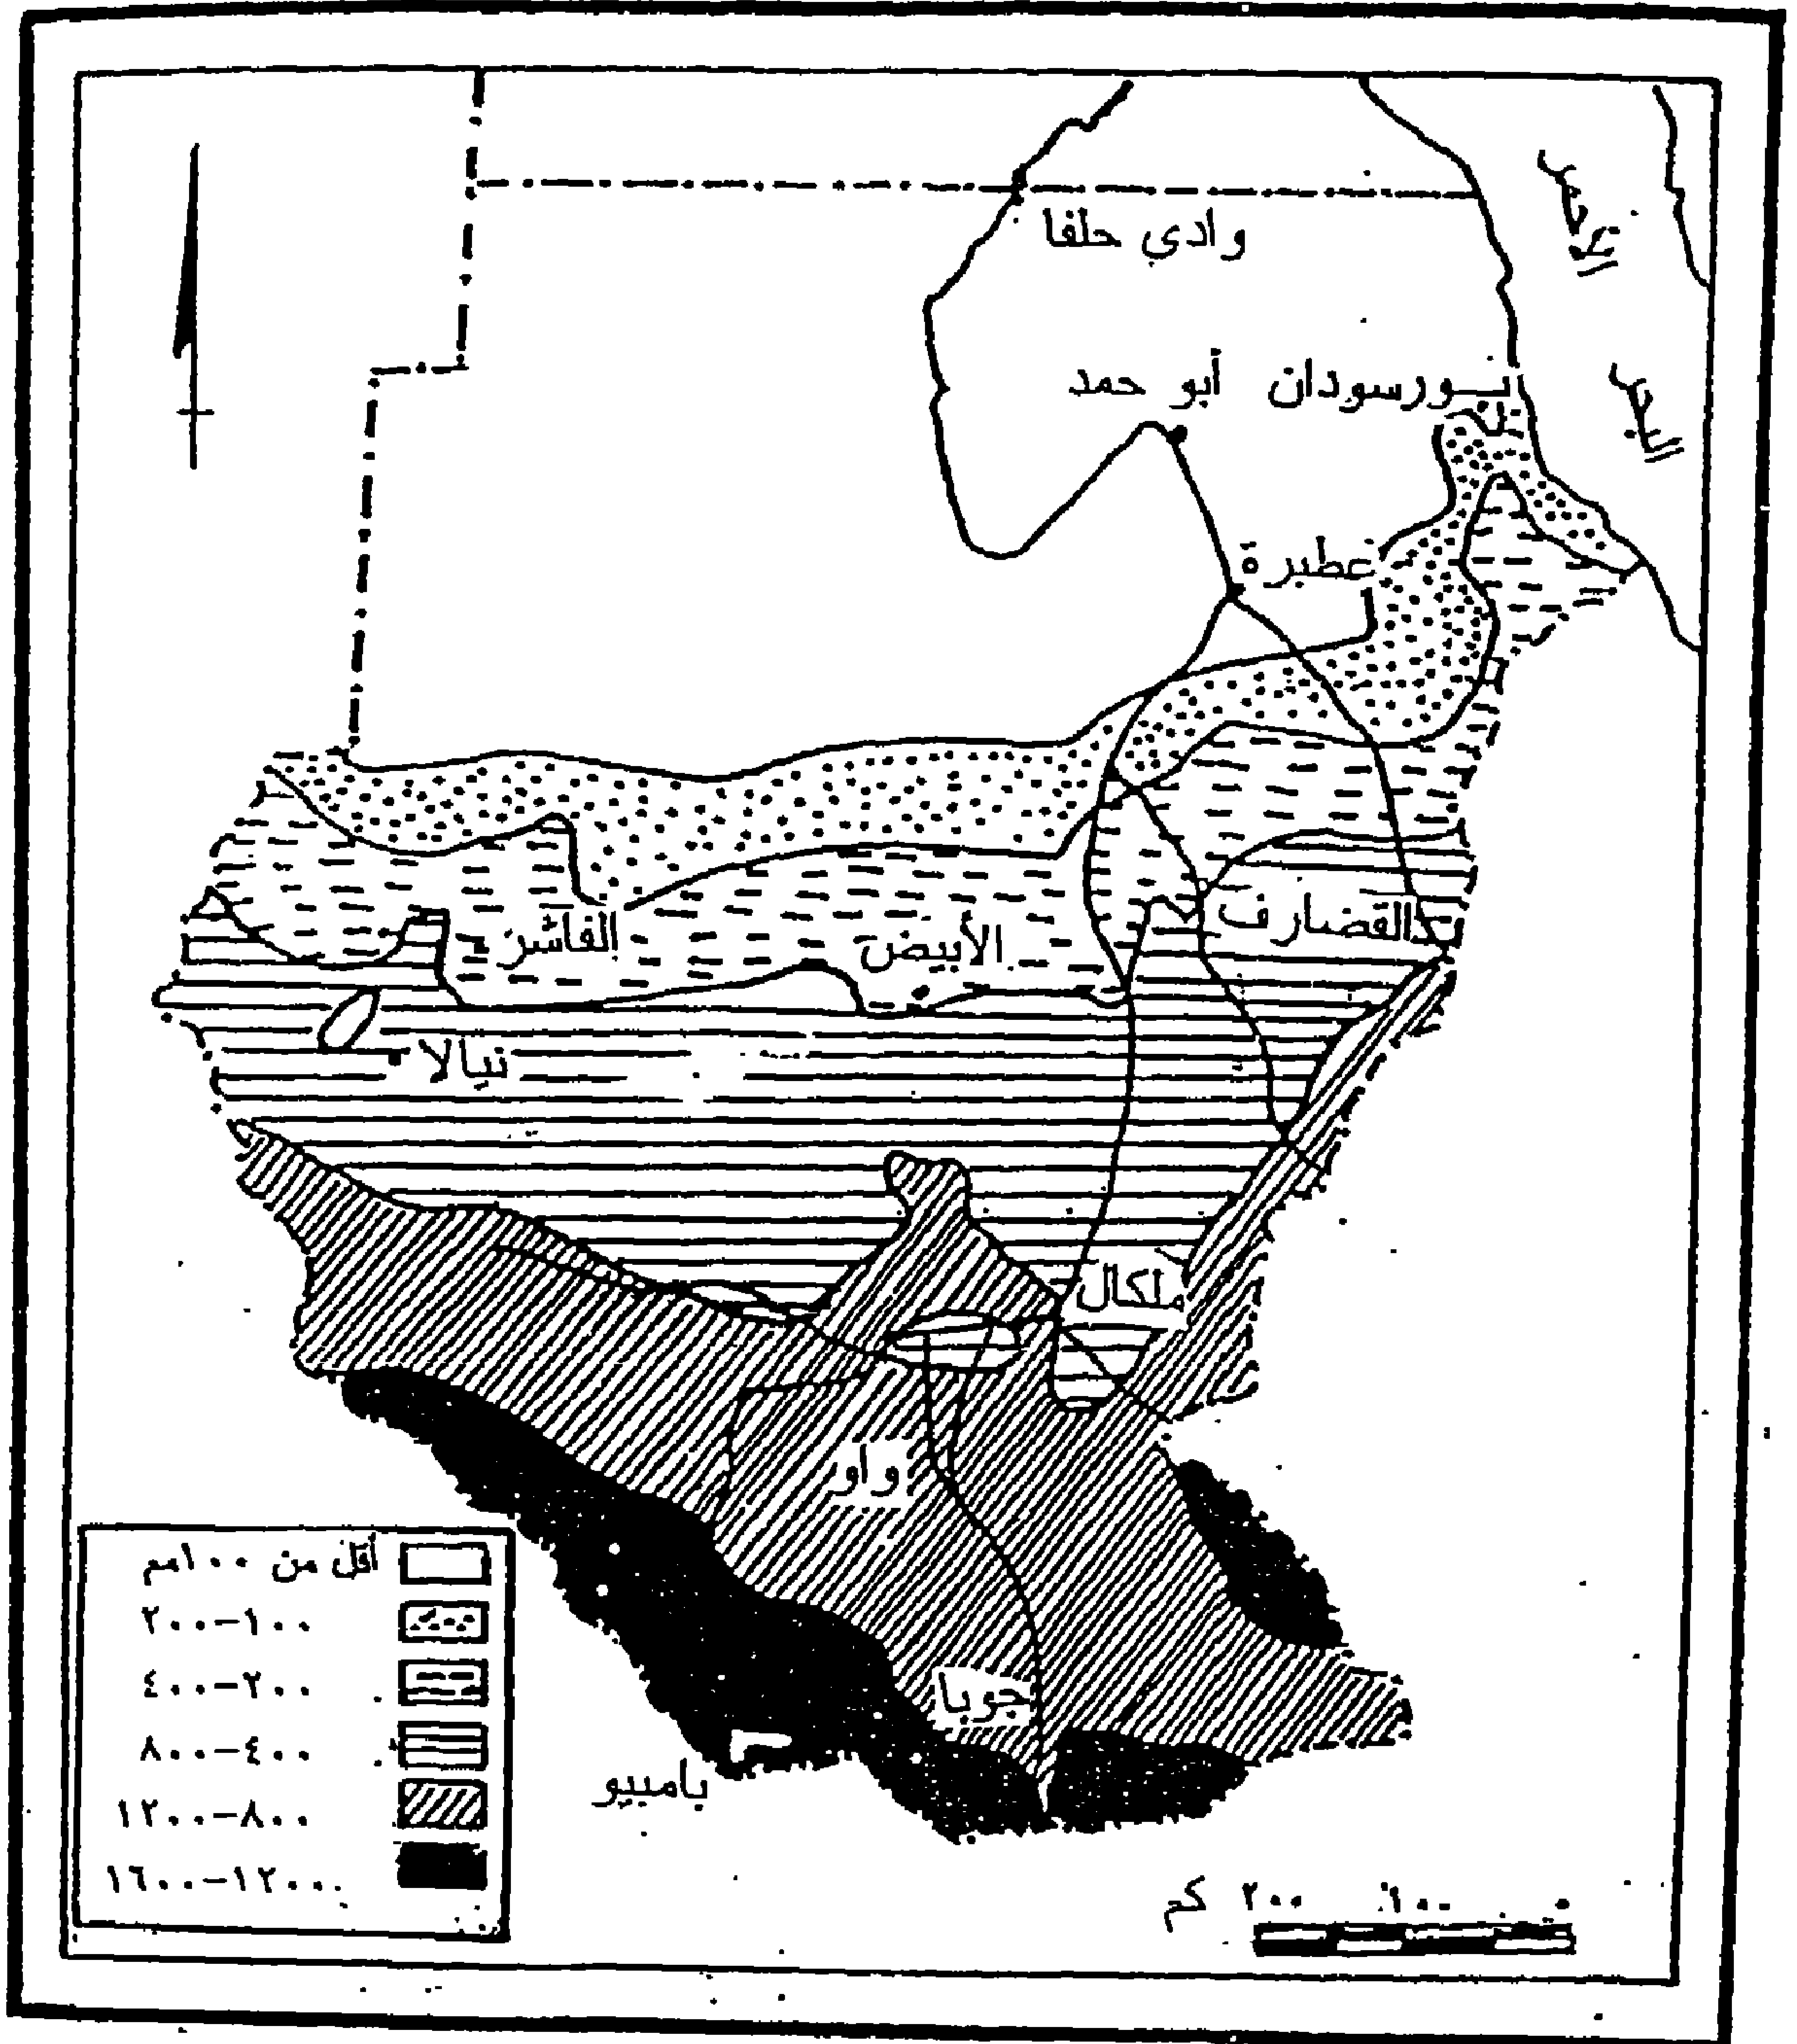 وادي حلفا
البحر
الأحمر
بورسودان
أبو حمد
عطبرة
القضارف
الأبيض
الفاشر
نيالا
ملكال
واو
جوبا
يامبيو
أقل من ١٠٠مم
١٠٠-٢٠٠
٢٠٠-٤٠٠
٤٠٠-٨٠٠
٨٠٠-١٢٠٠
١٢٠٠-١٦٠٠
٠ ١٠٠ ٢٠٠ كم